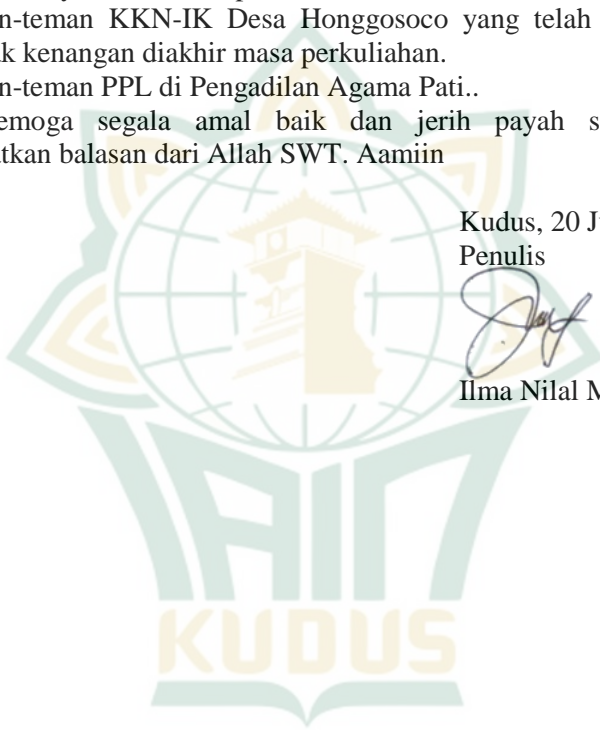 n-teman KKN-IK Desa Honggosoco yang telah
k kenangan diakhir masa perkuliahan.
n-teman PPL di Pengadilan Agama Pati..
emoga segala amal baik dan jerih payah s
tkan balasan dari Allah SWT. Aamiin
Kudus, 20 J
Penulis
Ilma Nilal M
IAIN
KUDUS